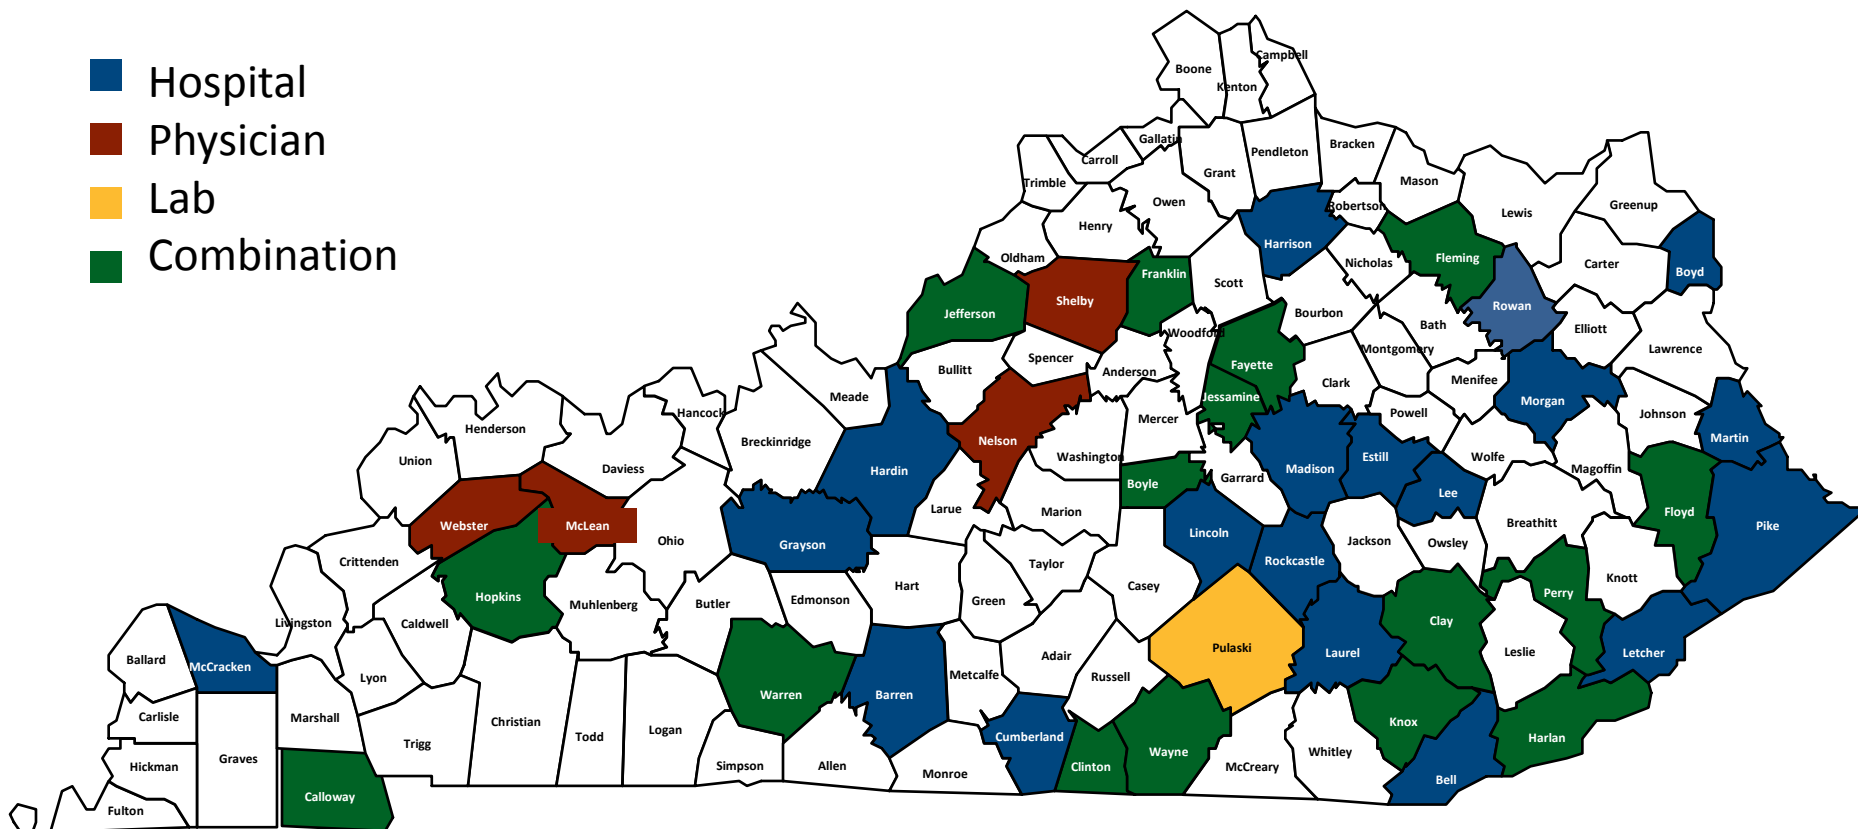 Hospital
Physician
Lab
Combination
Campbell
Boone
Kenton
Gallatin
Carroll
Grant
Pendleton
Bracken
Trimble
Mason
Owen
Robertson
Lewis
Greenup
Henry
Harrison
Oldham
Franklin
Scott
Nicholas
Fleming
Carter
Boyd
Shelby
Jefferson
Bourbon
Rowan
Woodford
Bath
Elliott
Spencer
Montgomery
Lawrence
Bullitt
Anderson
Fayette
Clark
Menifee
Meade
Jessamine
Morgan
Hancock
Powell
Johnson
Henderson
Breckinridge
Nelson
Mercer
Martin
Union
Daviess
Hardin
Washington
Madison
Estill
Wolfe
Magoffin
Boyle
Garrard
Lee
Webster
McLean
Larue
Marion
Floyd
Pike
Ohio
Grayson
Lincoln
Breathitt
Crittenden
Rockcastle
Jackson
Owsley
Taylor
Hopkins
Muhlenberg
Butler
Edmonson
Hart
Green
Casey
Perry
Knott
Livingston
Caldwell
Clay
Ballard
McCracken
Adair
Pulaski
Laurel
Leslie
Letcher
Lyon
Warren
Barren
Metcalfe
Russell
Carlisle
Marshall
Christian
Todd
Logan
Cumberland
Knox
Harlan
Trigg
Wayne
Whitley
Hickman
Graves
Simpson
Allen
Monroe
Clinton
McCreary
Bell
Fulton
Calloway